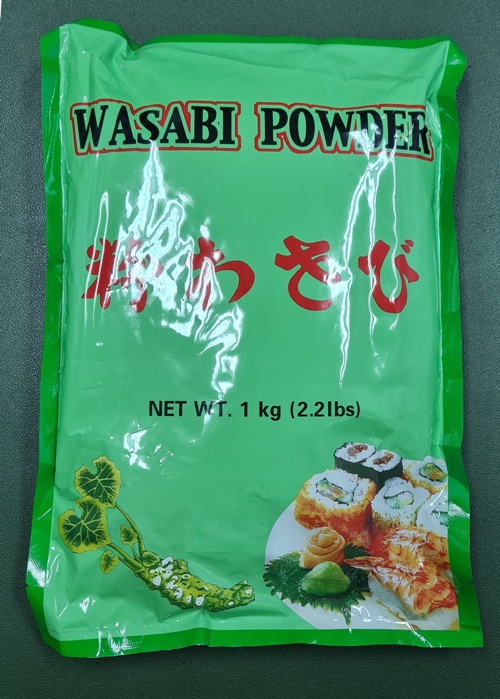 WASABI POWDER
粉わさび
NET WT. 1 kg (2.2lbs)